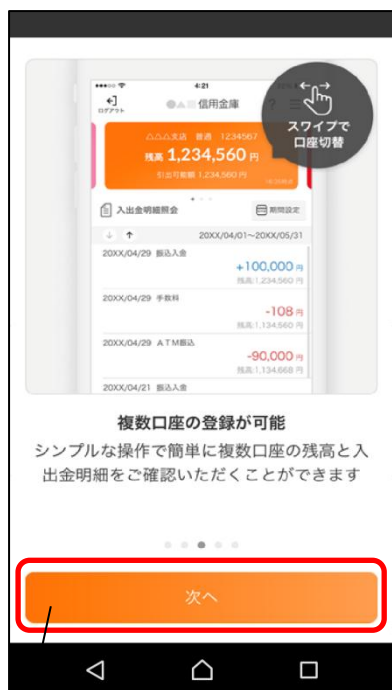 4:21
ログアウト
●▲■信用金庫
?
スワイプで
口座切替
△△△支店 普通 1234567
残高 1,234,560 円
引出可能額 1,234,560 円
入出金明細照会
期間設定
↓ ↑ 20XX/04/01~20XX/05/31
20XX/04/29 振込入金
+100,000 円
残高:1,234,560 円
20XX/04/29 手数料
-108 円
残高:1,134,560 円
20XX/04/29 ATM振込
-90,000 円
残高:1,134,668 円
20XX/04/21 振込入金
複数口座の登録が可能
シンプルな操作で簡単に複数口座の残高と入
出金明細をご確認いただくことができます
次へ